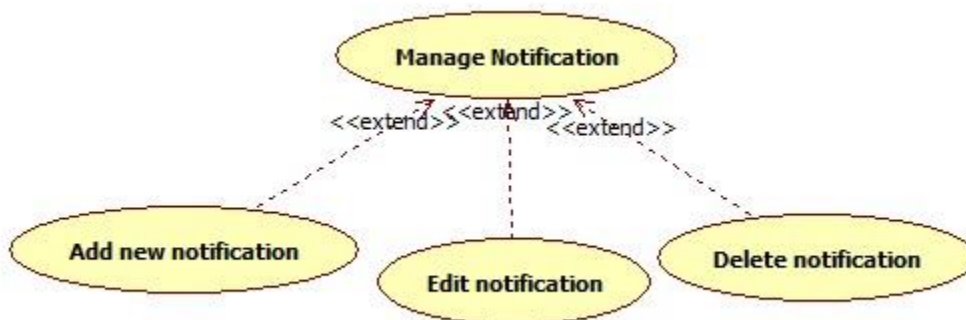 Manage Notification
<<extend>>
<<extend>>
<<extend>>
Add new notification
Edit notification
Delete notification